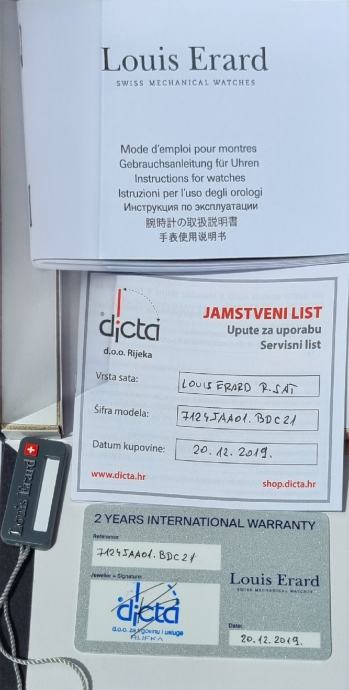 Louis Erard
SWISS MECHANICAL WATCHES
Mode d'emploi pour montres
Gebrauchsanleitung für Uhren
Instructions for watches
Istruzioni per l'uso degli orologi
Инструкция по эксплуатации
腕時計の取扱説明書
手表使用说明书
dicta
d.o.o. Rijeka
JAMSTVENI LIST
Upute za uporabu
Servisni list
Vrsta sata: LOUIS ERARD R.SAT
Šifra modela: 71245AA01.BDC21
Datum kupovine: 20.12.2019.
www.dicta.hr shop.dicta.hr
Louis Erard
2 YEARS INTERNATIONAL WARRANTY
Reference:
71245AA01.BDC21
Jeweller + Signature:
dicta
d.o.o. za trgovinu i usluge
RIJEKA
Louis Erard
SWISS MECHANICAL WATCHES
Date:
20.12.2019.